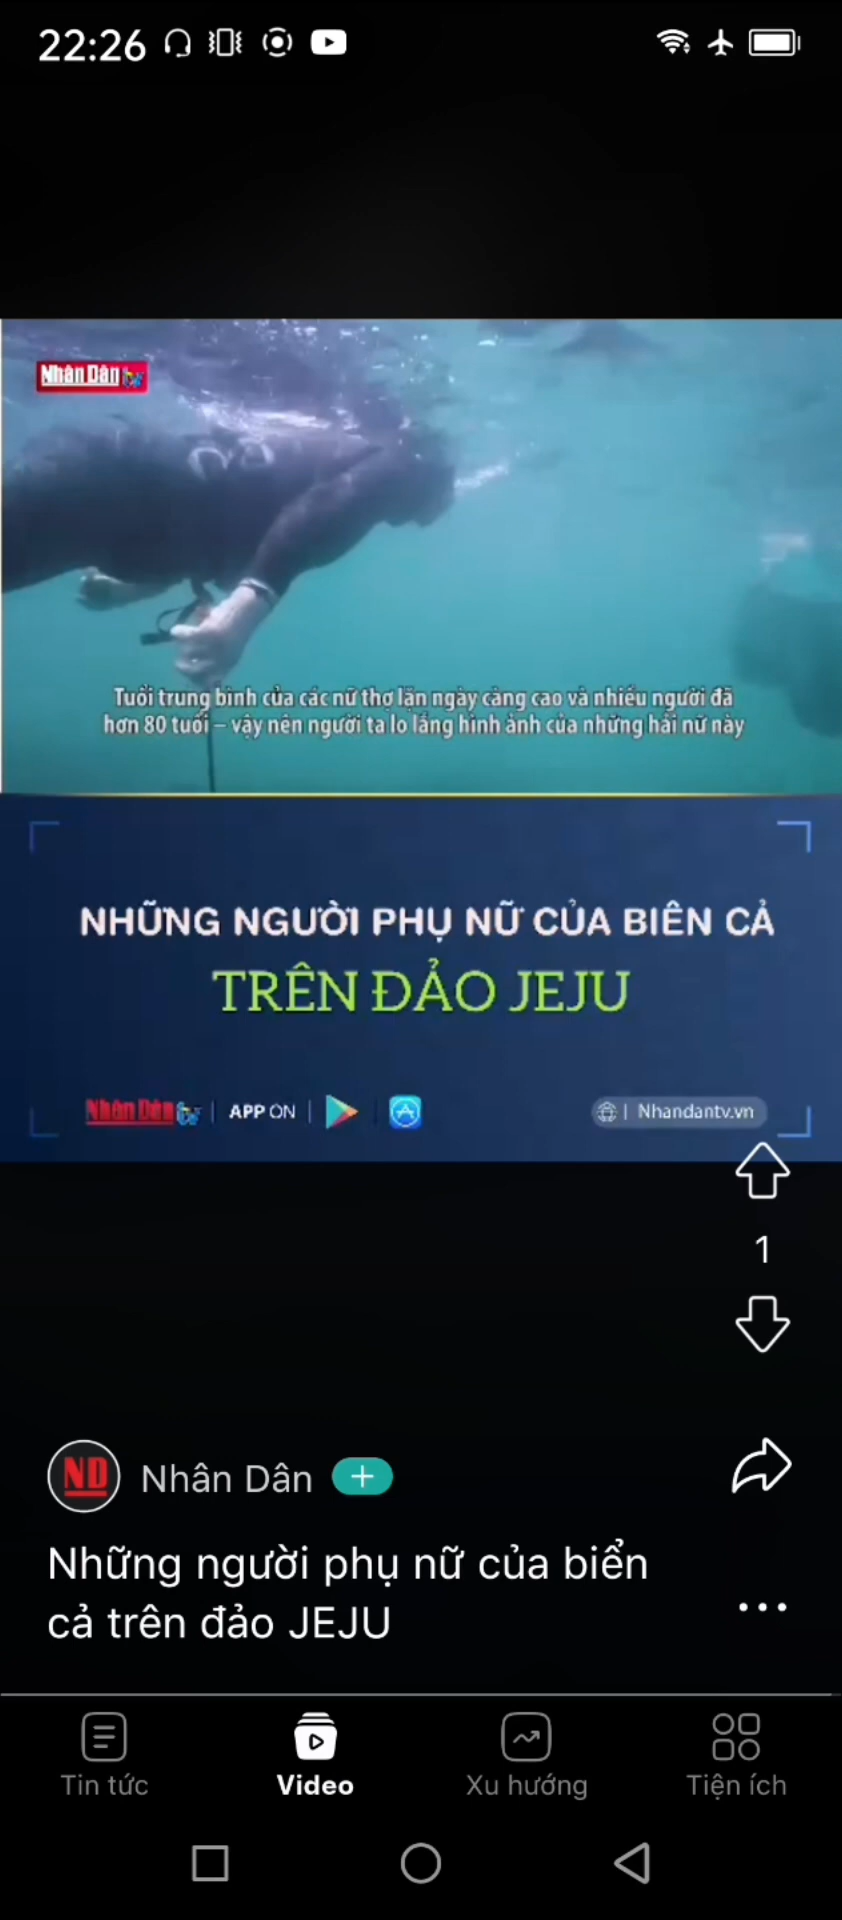 22:26
Nhân Dân tv
Tuổi trung bình của các nữ thợ lặn ngày càng cao và nhiều người đã
hơn 80 tuổi – vậy nên người ta lo lắng hình ảnh của những hải nữ này
NHỮNG NGƯỜI PHỤ NỮ CỦA BIÊN CẢ
TRÊN ĐẢO JEJU
Nhân Dân tv | APP ON | Nhandantv.vn
1
ND Nhân Dân +
Những người phụ nữ của biển
cả trên đảo JEJU
Tin tức Video Xu hướng Tiện ích